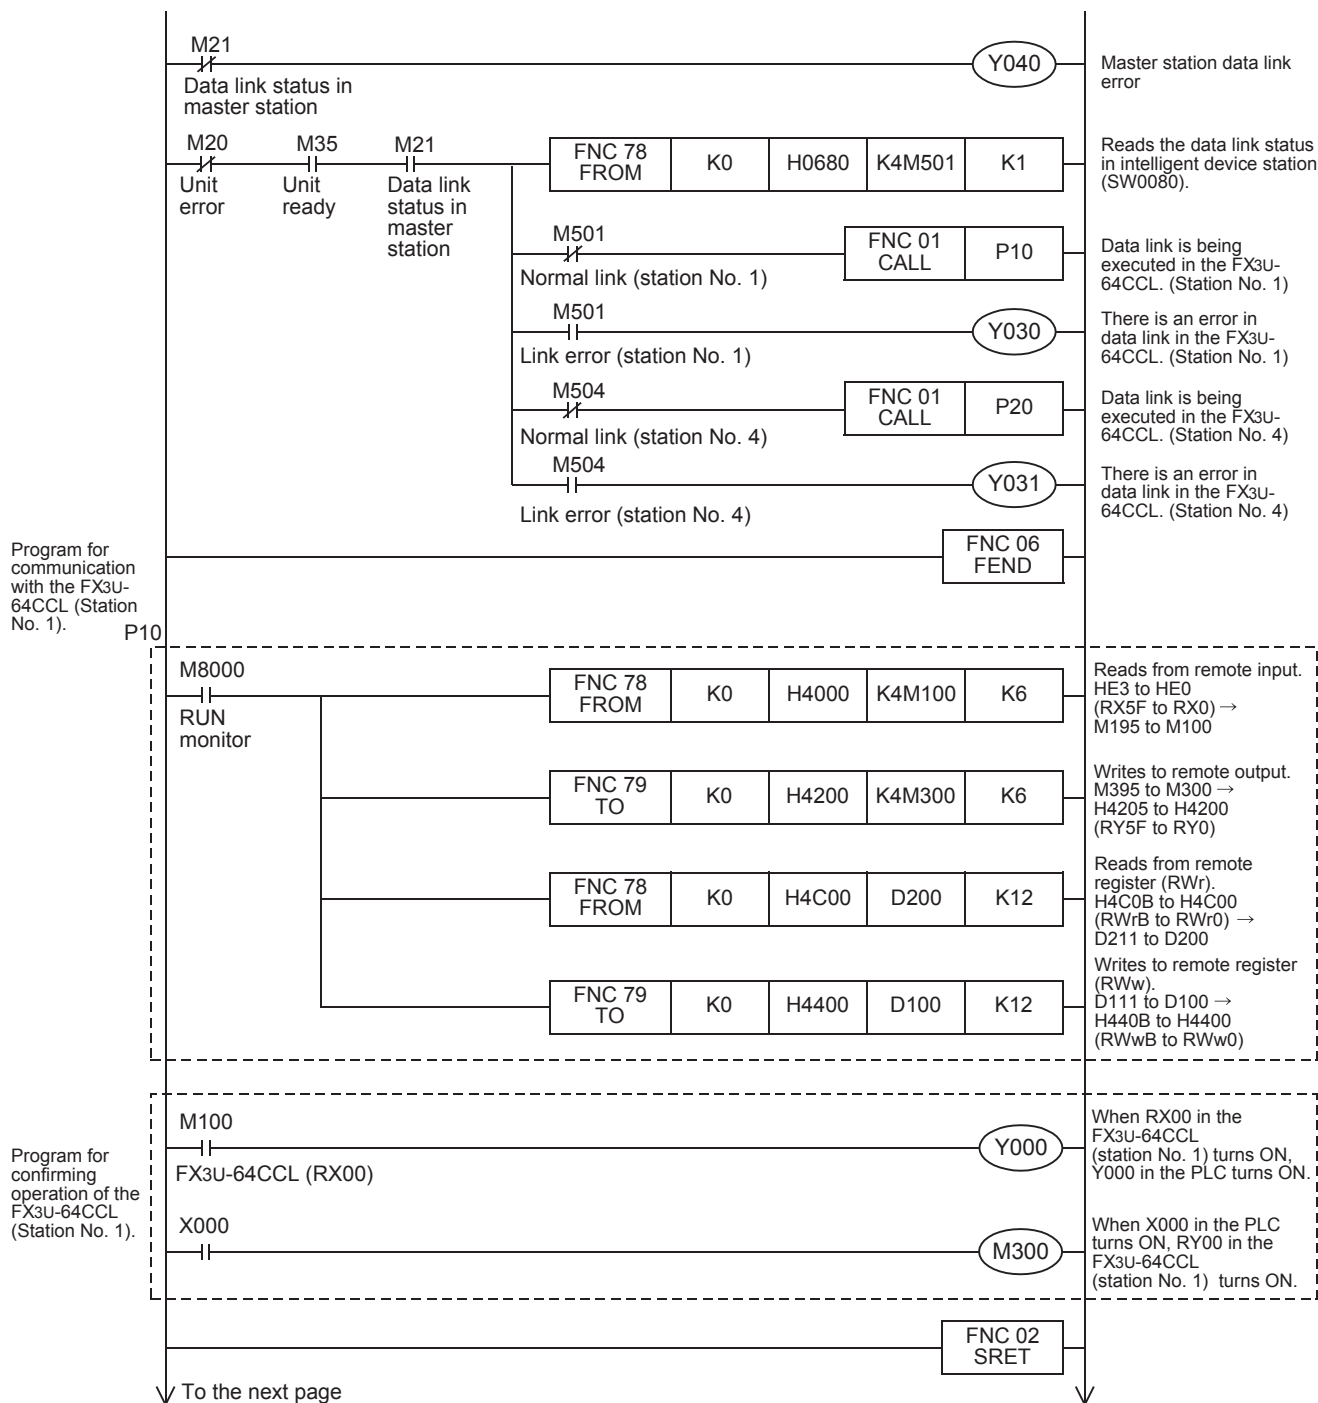 M21
Y040
Master station data link
error
Data link status in
master station
M20
M35
M21
FNC 78
FROM
K0
H0680
K4M501
K1
Reads the data link status
in intelligent device station
(SW0080).
Unit
error
Unit
ready
Data link
status in
master
station
M501
FNC 01
CALL
P10
Data link is being
executed in the FX3U-
64CCL. (Station No. 1)
Normal link (station No. 1)
M501
Y030
There is an error in
data link in the FX3U-
64CCL. (Station No. 1)
Link error (station No. 1)
M504
FNC 01
CALL
P20
Data link is being
executed in the FX3U-
64CCL. (Station No. 4)
Normal link (station No. 4)
M504
Y031
There is an error in
data link in the FX3U-
64CCL. (Station No. 4)
Link error (station No. 4)
FNC 06
FEND
Program for
communication
with the FX3U-
64CCL (Station
No. 1).
P10
M8000
RUN
monitor
FNC 78
FROM
K0
H4000
K4M100
K6
Reads from remote input.
HE3 to HE0
(RX5F to RX0) →
M195 to M100
FNC 79
TO
K0
H4200
K4M300
K6
Writes to remote output.
M395 to M300 →
H4205 to H4200
(RY5F to RY0)
FNC 78
FROM
K0
H4C00
D200
K12
Reads from remote
register (RWr).
H4C0B to H4C00
(RWrB to RWr0) →
D211 to D200
FNC 79
TO
K0
H4400
D100
K12
Writes to remote register
(RWw).
D111 to D100 →
H440B to H4400
(RWwB to RWw0)
Program for
confirming
operation of the
FX3U-64CCL
(Station No. 1).
M100
FX3U-64CCL (RX00)
Y000
When RX00 in the
FX3U-64CCL
(station No. 1) turns ON,
Y000 in the PLC turns ON.
X000
M300
When X000 in the PLC
turns ON, RY00 in the
FX3U-64CCL
(station No. 1) turns ON.
FNC 02
SRET
To the next page